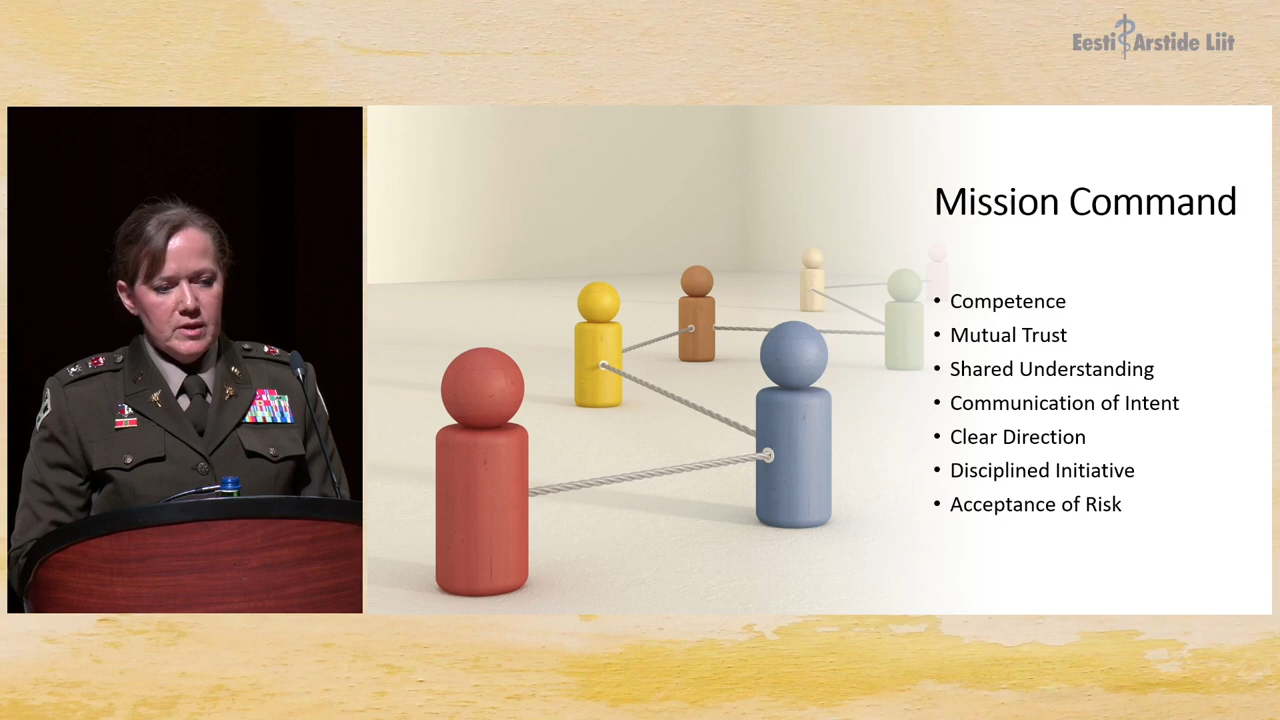 Eesti Arstide Liit
Mission Command
• Competence
• Mutual Trust
• Shared Understanding
• Communication of Intent
• Clear Direction
• Disciplined Initiative
• Acceptance of Risk